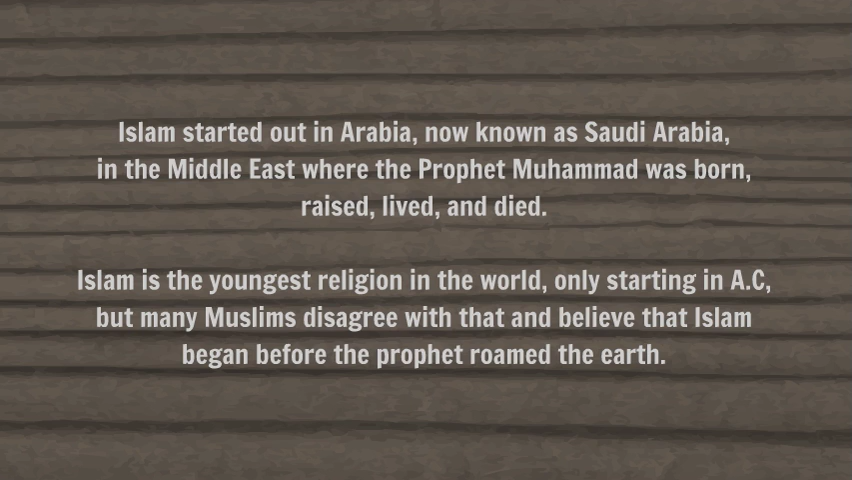 Islam started out in Arabia, now known as Saudi Arabia,
in the Middle East where the Prophet Muhammad was born,
raised, lived, and died.
Islam is the youngest religion in the world, only starting in A.C,
but many Muslims disagree with that and believe that Islam
began before the prophet roamed the earth.